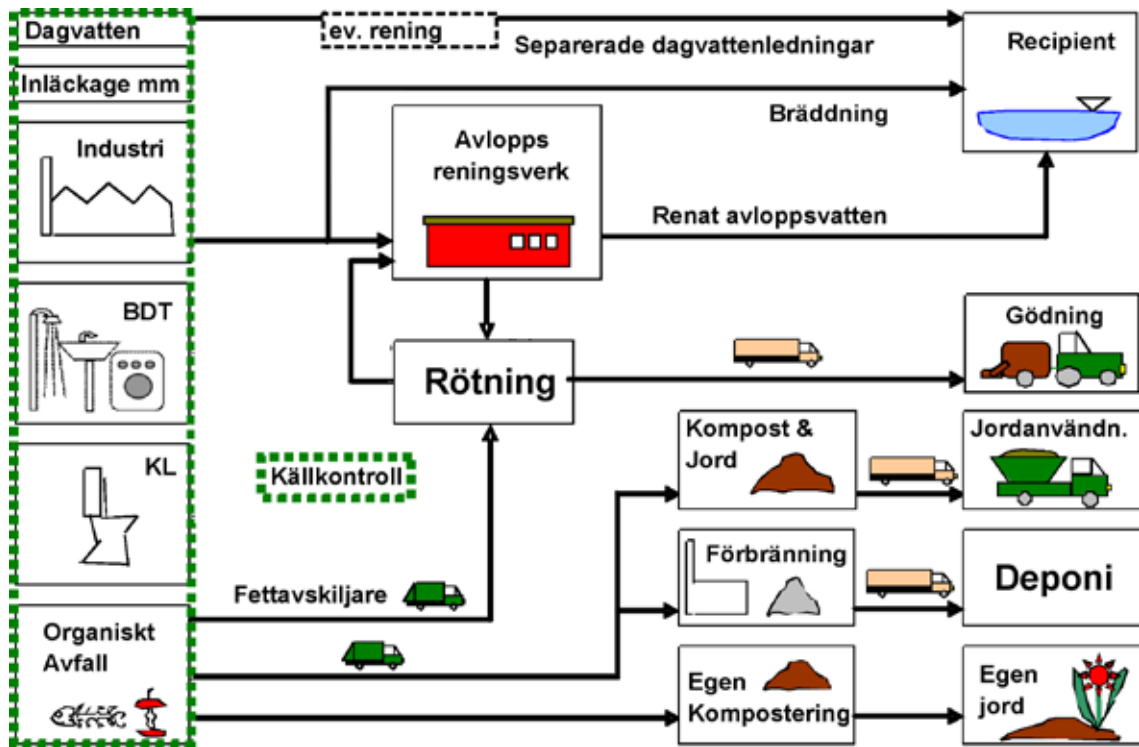 Dagvatten
ev. rening
Separerade dagvattenledningar
Recipient
Inläckage mm
Bräddning
Industri
Avlopps
reningsverk
Renat avloppsvatten
BDT
Rötning
Gödning
KL
Källkontroll
Kompost &
Jord
Jordanvändn.
Fettavskiljare
Förbränning
Deponi
Organiskt
Avfall
Egen
Kompostering
Egen
jord